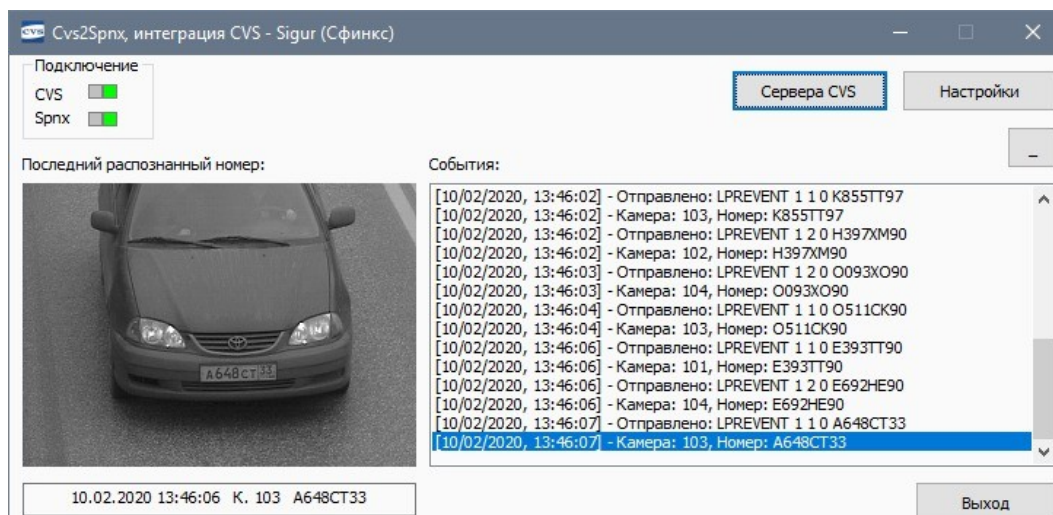 CVS Cvs2Spnx, интеграция CVS - Sigur (Сфинкс)
Подключение
CVS
Spnx
Сервера CVS
Настройки
_
Последний распознанный номер:
События:
А648СТ 33
[10/02/2020, 13:46:02] - Отправлено: LPREVENT 1 1 0 K855TT97
[10/02/2020, 13:46:02] - Камера: 103, Номер: K855TT97
[10/02/2020, 13:46:02] - Отправлено: LPREVENT 1 2 0 H397XM90
[10/02/2020, 13:46:02] - Камера: 102, Номер: H397XM90
[10/02/2020, 13:46:03] - Отправлено: LPREVENT 1 2 0 O093XO90
[10/02/2020, 13:46:03] - Камера: 104, Номер: O093XO90
[10/02/2020, 13:46:04] - Отправлено: LPREVENT 1 1 0 O511CK90
[10/02/2020, 13:46:04] - Камера: 103, Номер: O511CK90
[10/02/2020, 13:46:06] - Отправлено: LPREVENT 1 1 0 E393TT90
[10/02/2020, 13:46:06] - Камера: 101, Номер: E393TT90
[10/02/2020, 13:46:06] - Отправлено: LPREVENT 1 2 0 E692HE90
[10/02/2020, 13:46:06] - Камера: 104, Номер: E692HE90
[10/02/2020, 13:46:07] - Отправлено: LPREVENT 1 1 0 A648CT33
[10/02/2020, 13:46:07] - Камера: 103, Номер: A648CT33
10.02.2020 13:46:06 К. 103 A648CT33
Выход